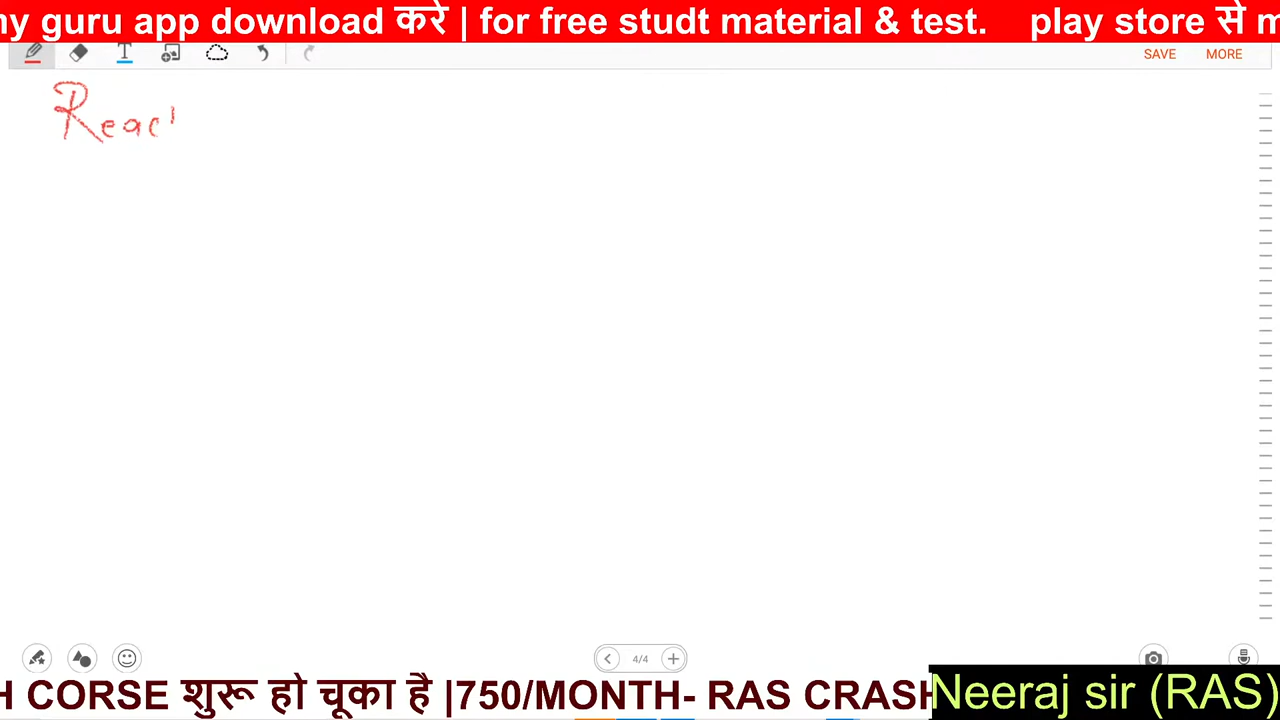 ny guru app download करे | for free studt material & test. play store से m
SAVE MORE
Reac
4/4
H CORSE शुरू हो चूका है |750/MONTH- RAS CRASH
Neeraj sir (RAS)